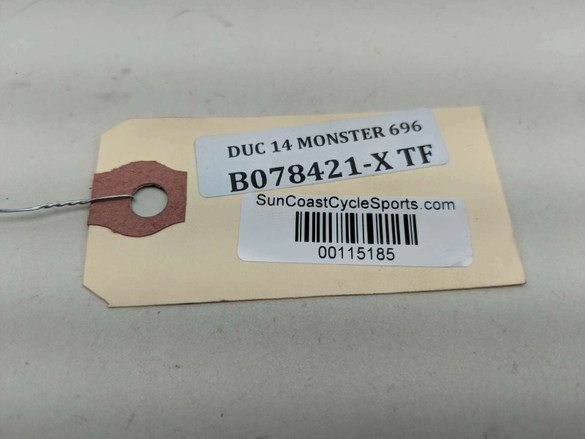 DUC 14 MONSTER 696
B078421-X TF
SunCoastCycleSports.com
00115185